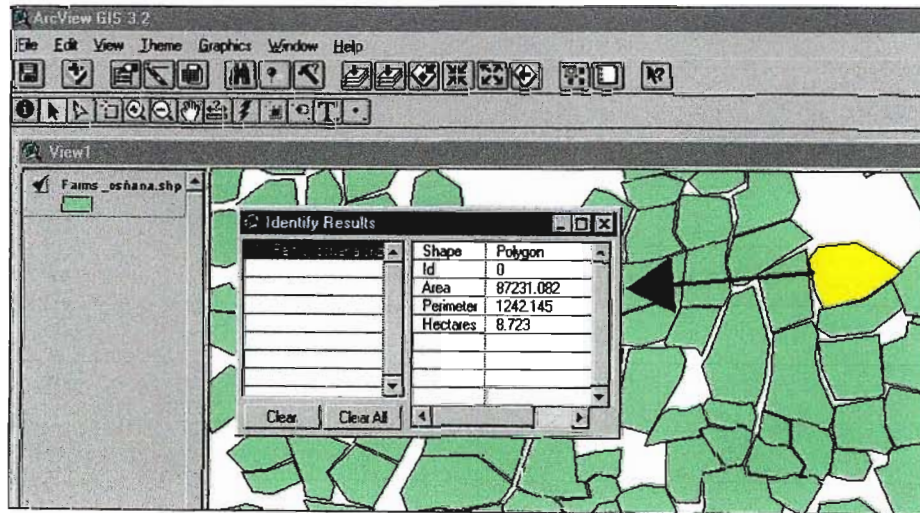 ArcView GIS 3.2
File Edit View Theme Graphics Window Help
View1
Farms_oshana.shp
Identify Results
Shape Polygon
Id 0
Area 87231.082
Perimeter 1242.145
Hectares 8.723
Clear Clear All